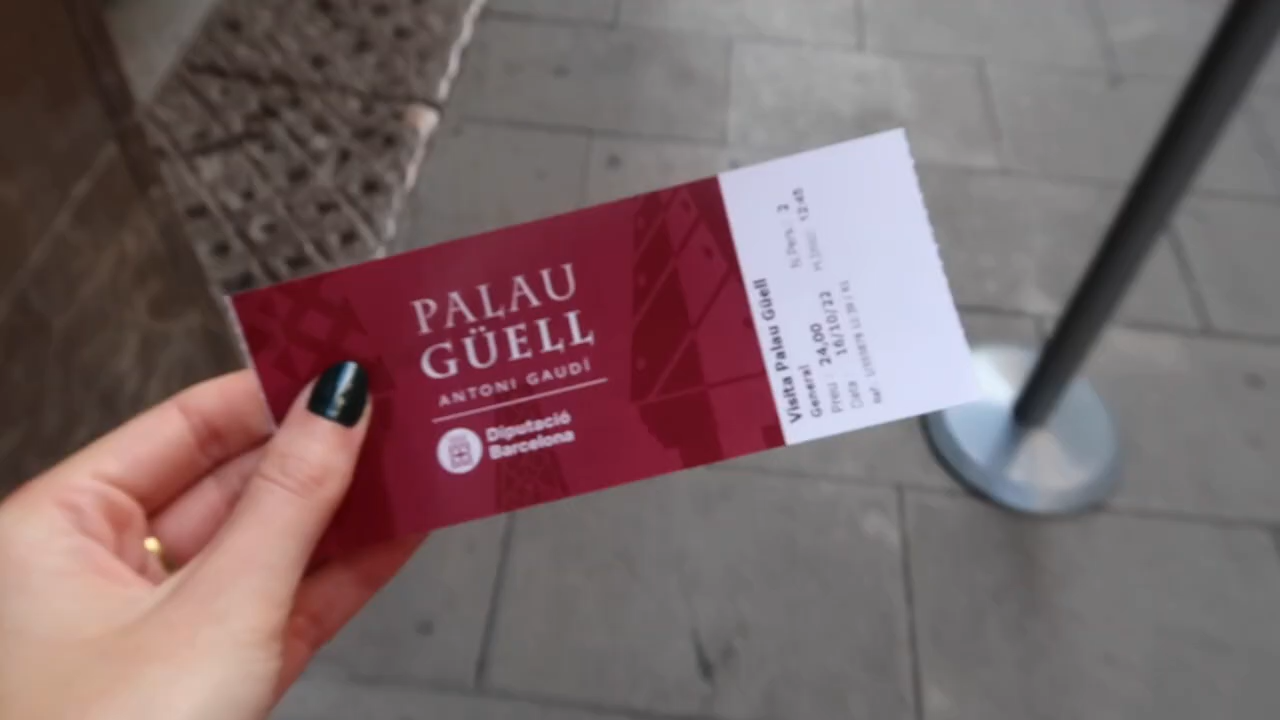 PALAU
GÜELL
ANTONI GAUDÍ
Diputació
Barcelona
Visita Palau Güell
General
Preu : 24,00
N. Pers. : 2
Data : 16/10/22
12:45